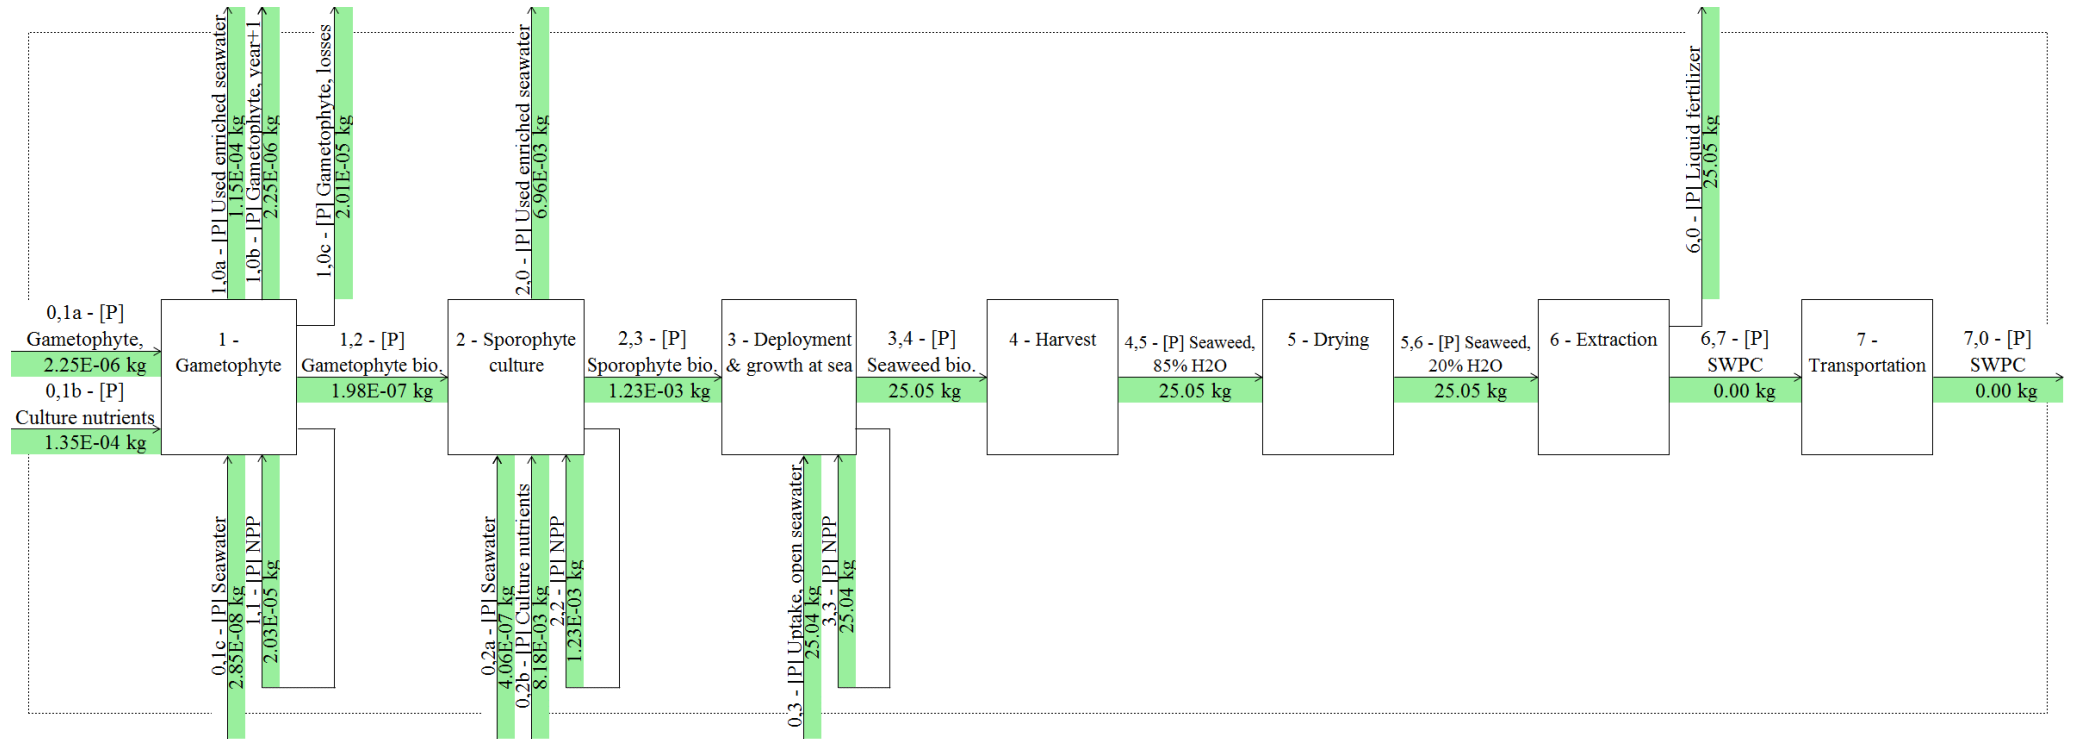 1,0a - [P] Used enriched seawater
1.15E-04 kg
1,0b - [P] Gametophyte, year+1
2.25E-06 kg
1,0c - [P] Gametophyte, losses
2.01E-05 kg
2,0 - [P] Used enriched seawater
6.96E-03 kg
6,0 - [P] Liquid fertilizer
25.05 kg
0,1a - [P]
Gametophyte,
2.25E-06 kg
0,1b - [P]
Culture nutrients
1.35E-04 kg
1 -
Gametophyte
1,2 - [P]
Gametophyte bio.
1.98E-07 kg
2 - Sporophyte
culture
2,3 - [P]
Sporophyte bio,
1.23E-03 kg
3 - Deployment
& growth at sea
3,4 - [P]
Seaweed bio.
25.05 kg
4 - Harvest
4,5 - [P] Seaweed,
85% H2O
25.05 kg
5 - Drying
5,6 - [P] Seaweed,
20% H2O
25.05 kg
6 - Extraction
6,7 - [P]
SWPC
0.00 kg
7 -
Transportation
7,0 - [P]
SWPC
0.00 kg
0,1c - [P] Seawater
2.85E-08 kg
1,1 - [P] NPP
2.03E-05 kg
0,2a - [P] Seawater
4.06E-07 kg
0,2b - [P] Culture nutrients
8.18E-03 kg
2,2 - [P] NPP
1.23E-03 kg
0,3 - [P] Uptake, open seawater
25.04 kg
3,3 - [P] NPP
25.04 kg